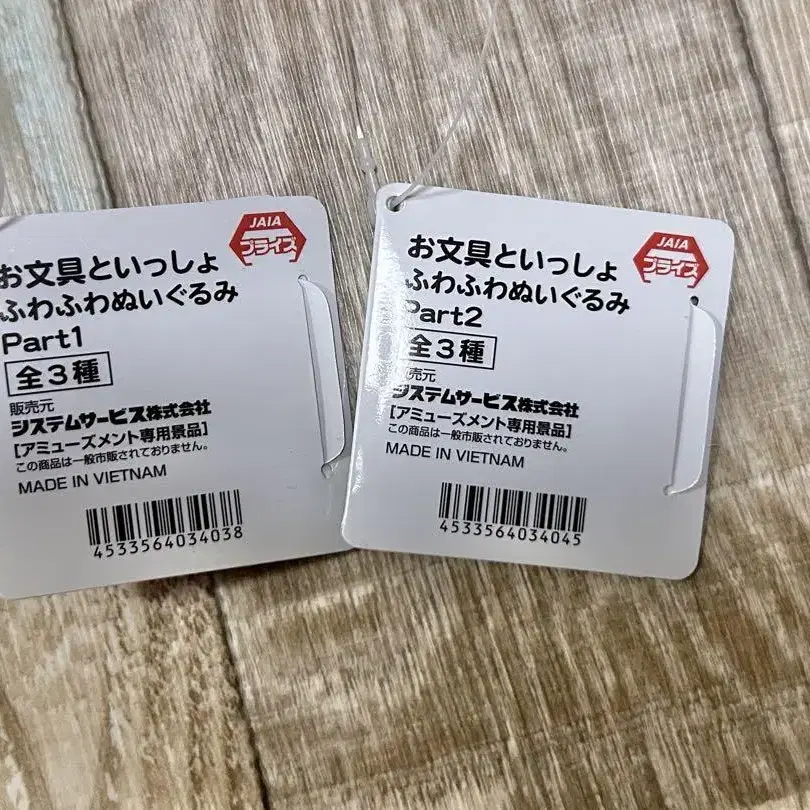 JAIA
プライズ
お文具といっしょ
ふわふわぬいぐるみ
Part1
全3種
販売元
システムサービス株式会社
[アミューズメント専用景品]
この商品は一般市販されておりません。
MADE IN VIETNAM
4533564034038
JAIA
プライズ
お文具といっしょ
ふわふわぬいぐるみ
Part2
全3種
販売元
システムサービス株式会社
[アミューズメント専用景品]
この商品は一般市販されておりません。
MADE IN VIETNAM
4533564034045